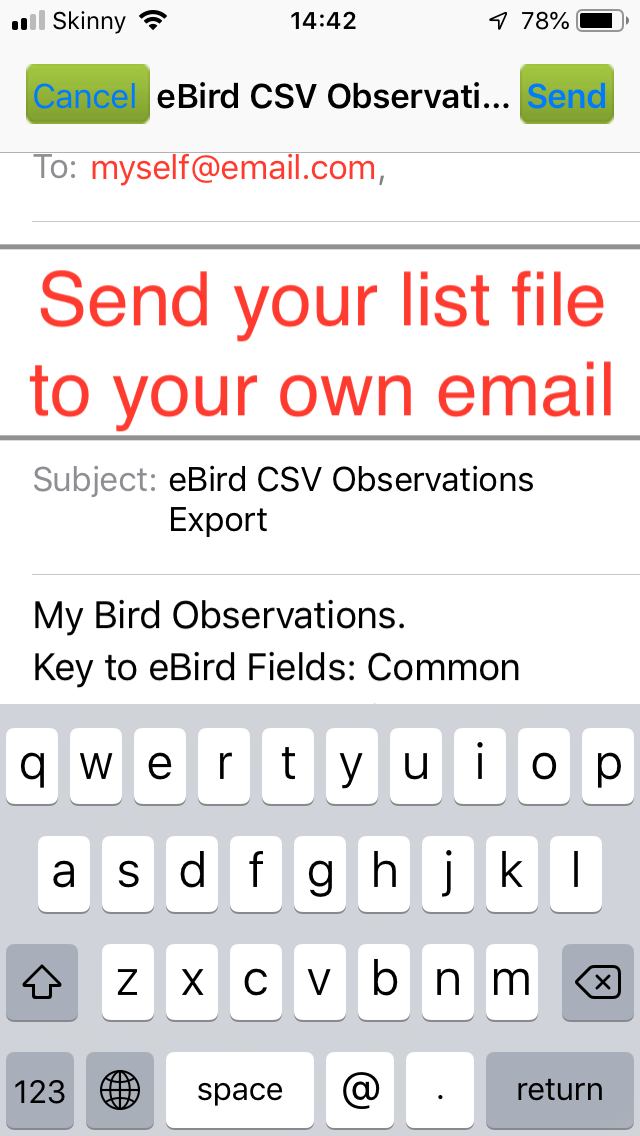 Skinny 14:42 78%
Cancel eBird CSV Observati... Send
To: myself@email.com,
Send your list file
to your own email
Subject: eBird CSV Observations
Export
My Bird Observations.
Key to eBird Fields: Common
q w e r t y u i o p
a s d f g h j k l
z x c v b n m
123 space @ . return